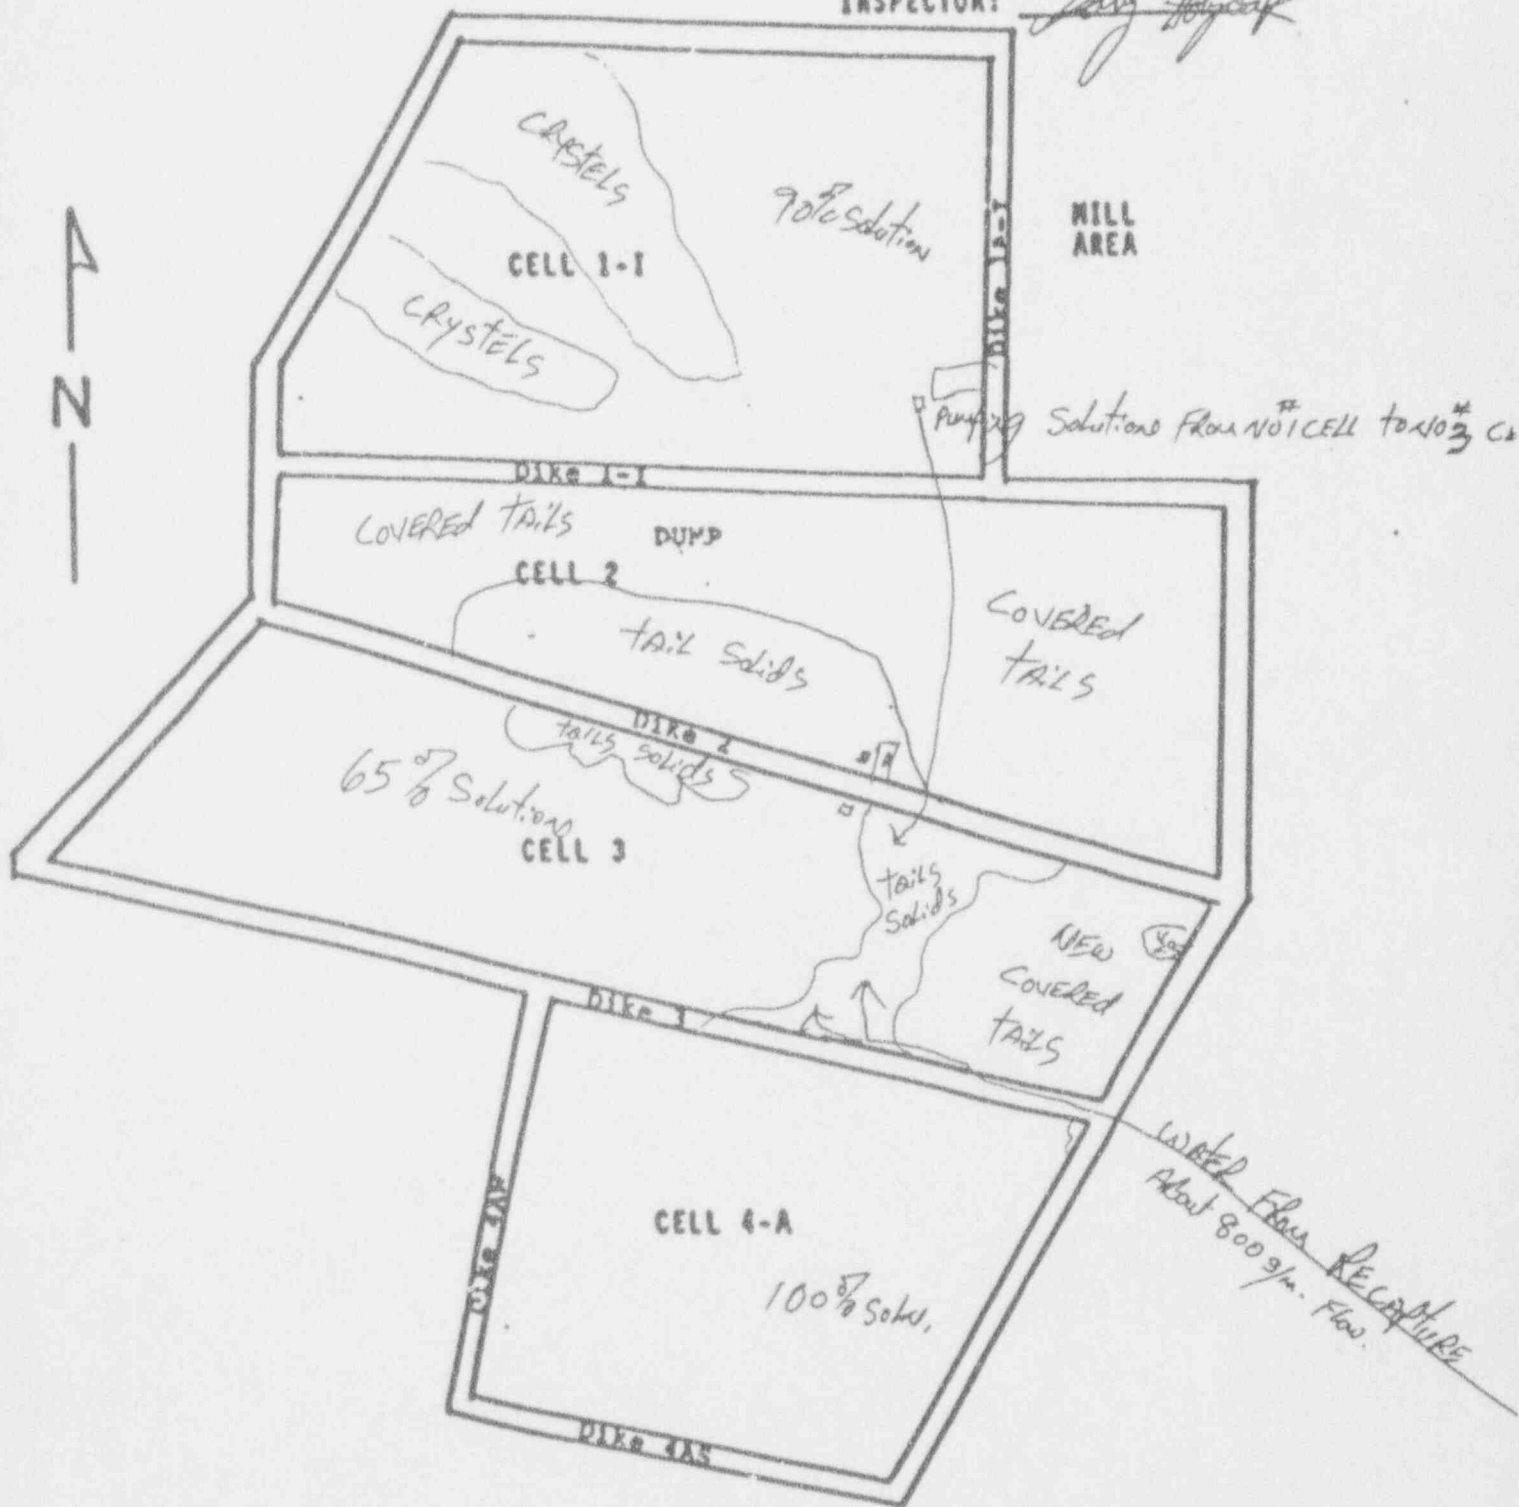 INSPECTOR:
CRYSTELS
90% Solution
CELL 1-I
CRYSTELS
Dike 1A-I
MILL
AREA
N
Pumping Solutions From NO# 1 CELL to NO# 3
Dike 1-I
COVEREd tAiLS
DUMP
CELL 2
tAiL SolidS
COVEREd
tAiLS
Dike 2
tAiLS SolidS
65% Solution
CELL 3
tAiLS
SolidS
NEW
COVEREd
tAiLS
Dike 3
WAtER From RECAPtURE
About 800 g/m. Flow.
Dike 4AW
CELL 4-A
100% Solu.
Dike 4AS